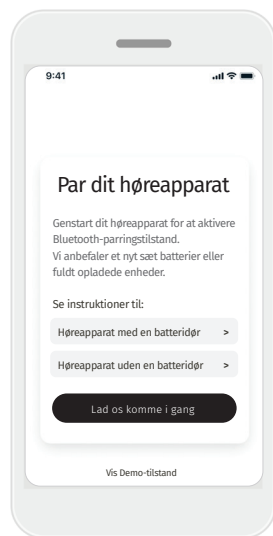 9:41
Par dit høreapparat
Genstart dit høreapparat for at aktivere
Bluetooth-parringstilstand.
Vi anbefaler et nyt sæt batterier eller
fuldt opladede enheder.
Se instruktioner til:
Høreapparat med en batteridør >
Høreapparat uden en batteridør >
Lad os komme i gang
Vis Demo-tilstand